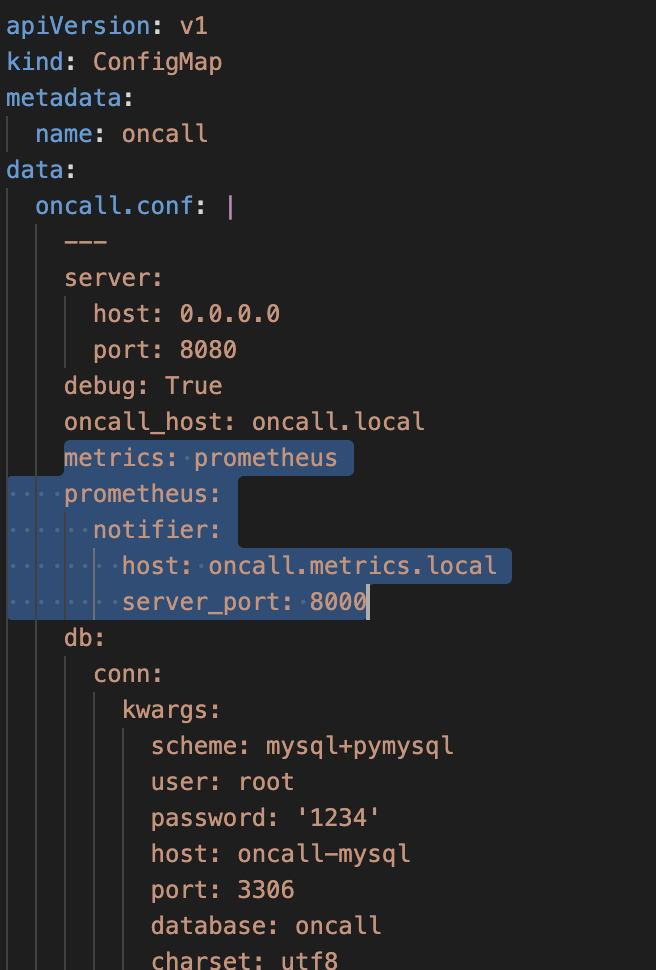 apiVersion: v1
kind: ConfigMap
metadata:
  name: oncall
data:
  oncall.conf: |
    ---
    server:
      host: 0.0.0.0
      port: 8080
    debug: True
    oncall_host: oncall.local
    metrics: prometheus
    prometheus:
      notifier:
        host: oncall.metrics.local
        server_port: 8000
    db:
      conn:
        kwargs:
          scheme: mysql+pymysql
          user: root
          password: '1234'
          host: oncall-mysql
          port: 3306
          database: oncall
          charset: utf8